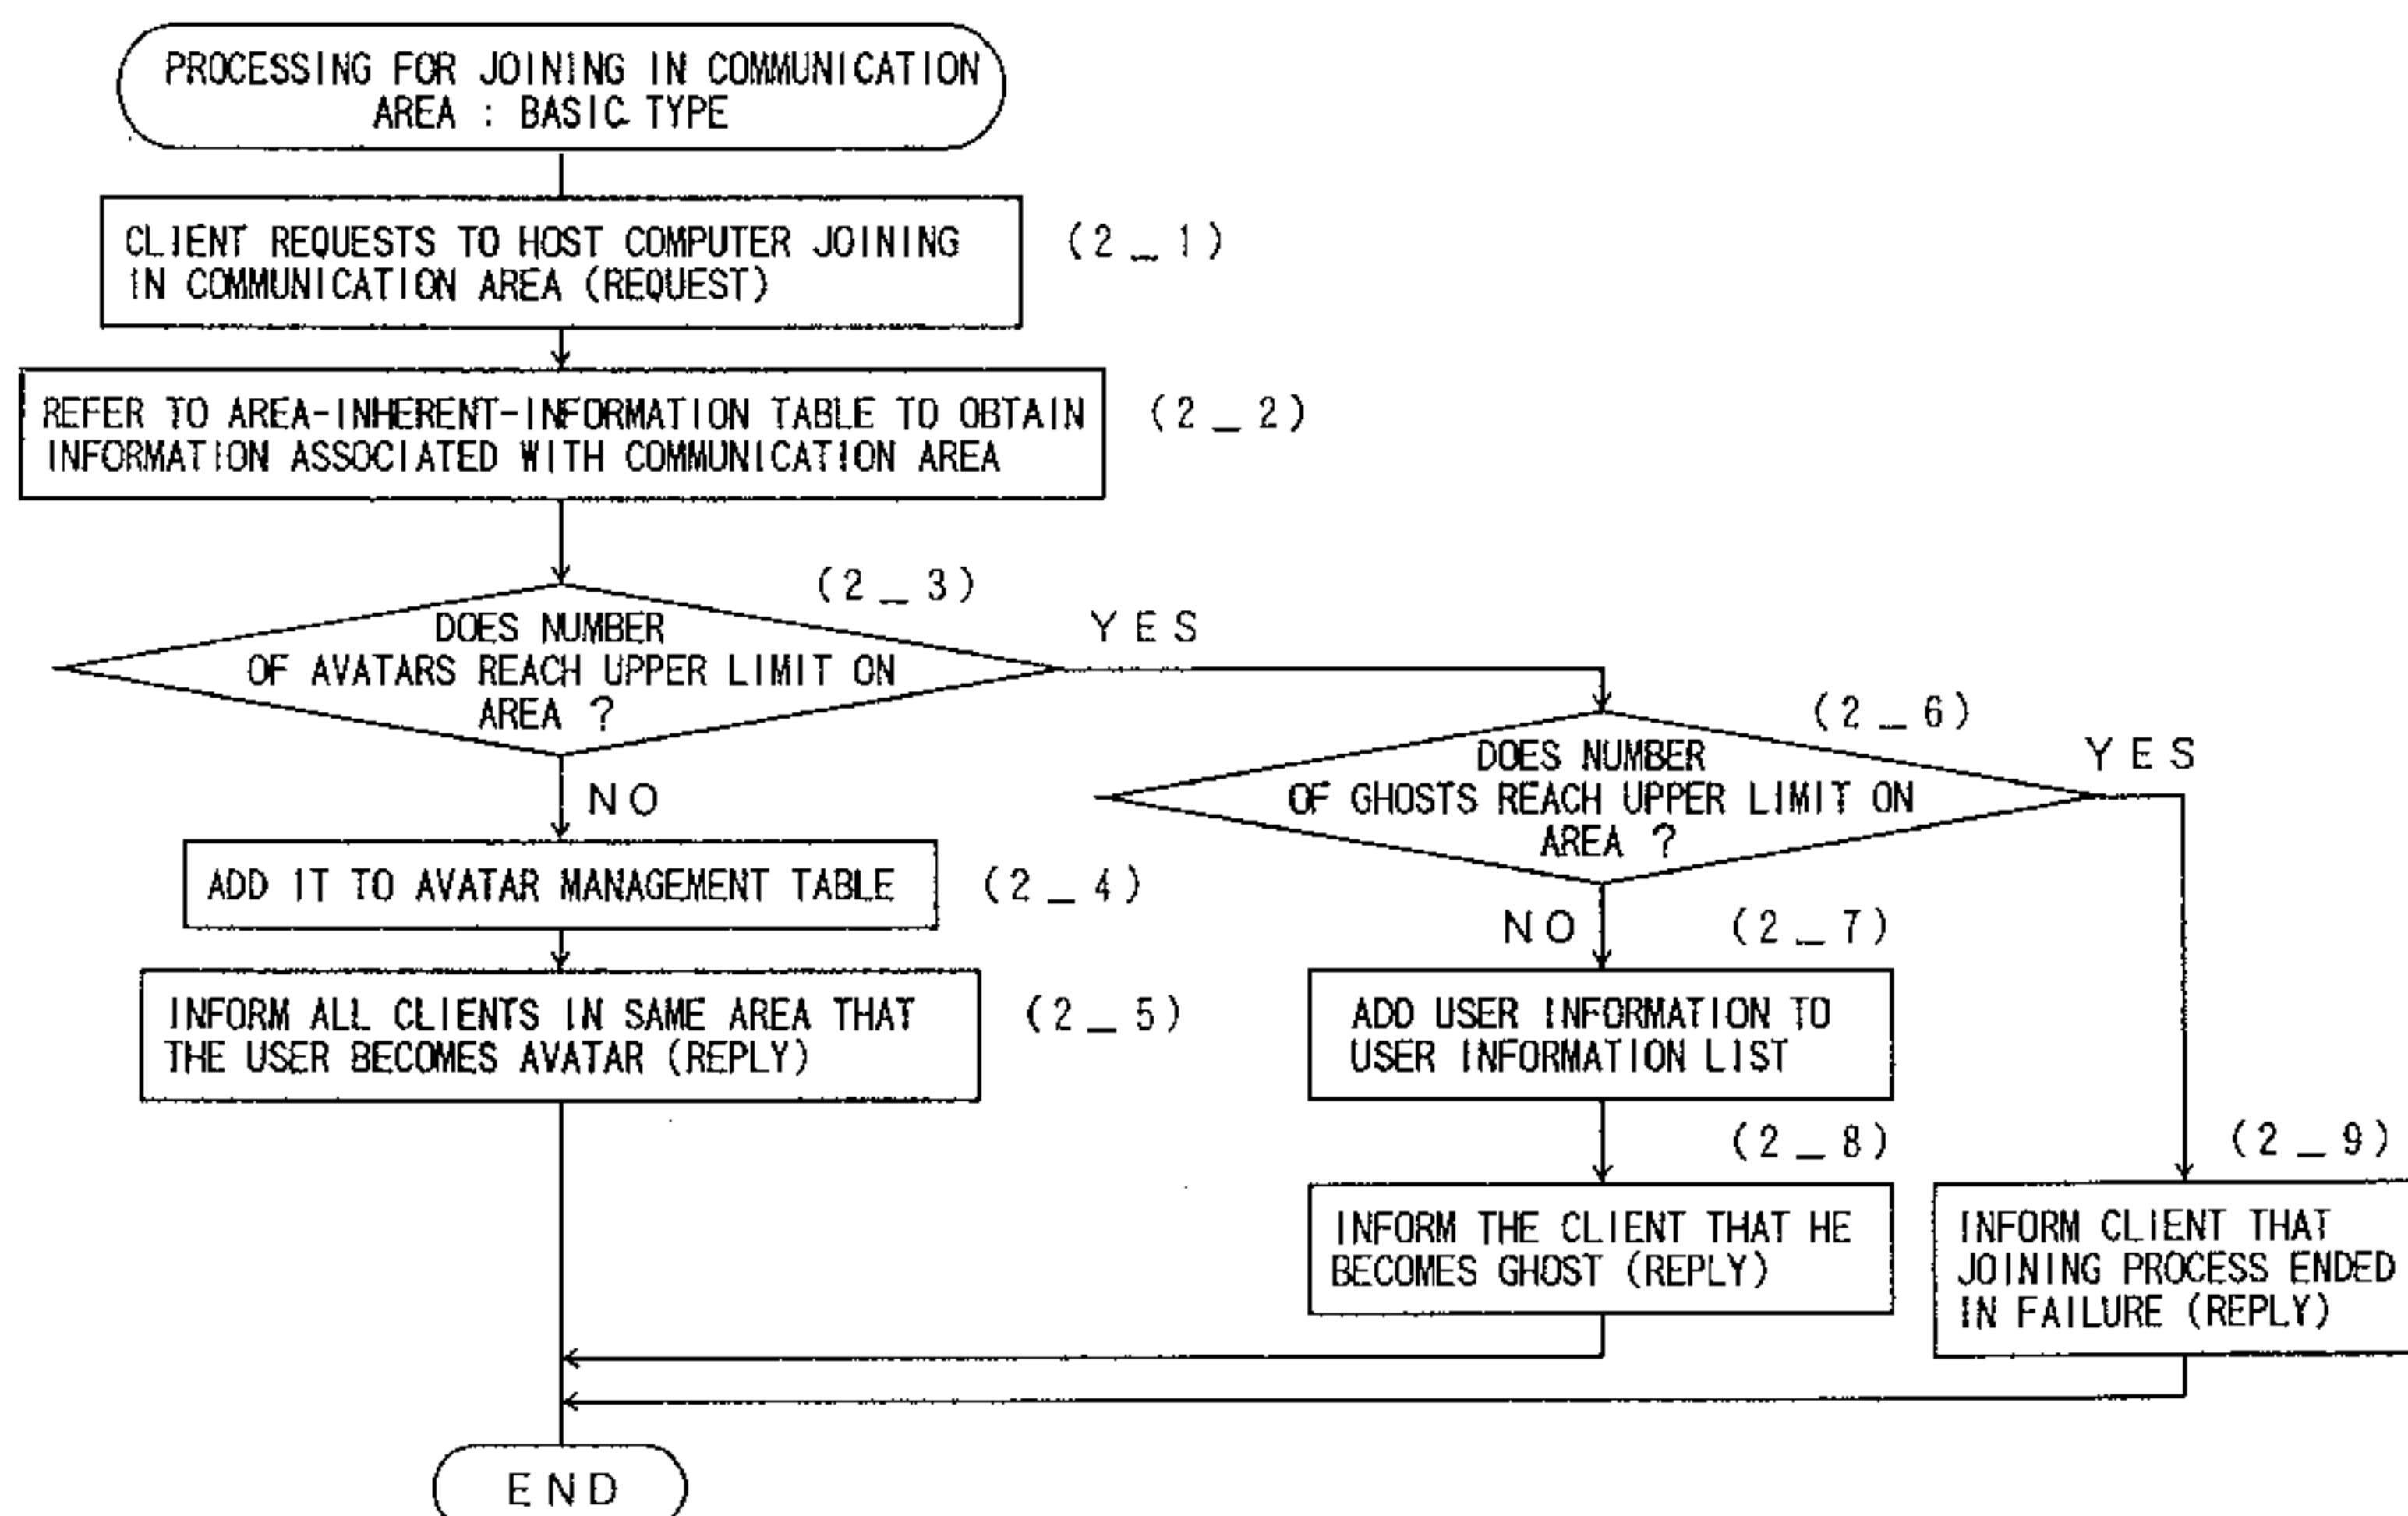 PROCESSING FOR JOINING IN COMMUNICATION
AREA : BASIC TYPE
CLIENT REQUESTS TO HOST COMPUTER JOINING
IN COMMUNICATION AREA (REQUEST)
(2_1)
REFER TO AREA-INHERENT-INFORMATION TABLE TO OBTAIN
INFORMATION ASSOCIATED WITH COMMUNICATION AREA
(2_2)
(2_3)
DOES NUMBER
OF AVATARS REACH UPPER LIMIT ON
AREA ?
YES
NO
ADD IT TO AVATAR MANAGEMENT TABLE
(2_4)
INFORM ALL CLIENTS IN SAME AREA THAT
THE USER BECOMES AVATAR (REPLY)
(2_5)
(2_6)
DOES NUMBER
OF GHOSTS REACH UPPER LIMIT ON
AREA ?
YES
NO
(2_7)
ADD USER INFORMATION TO
USER INFORMATION LIST
(2_8)
INFORM THE CLIENT THAT HE
BECOMES GHOST (REPLY)
(2_9)
INFORM CLIENT THAT
JOINING PROCESS ENDED
IN FAILURE (REPLY)
END